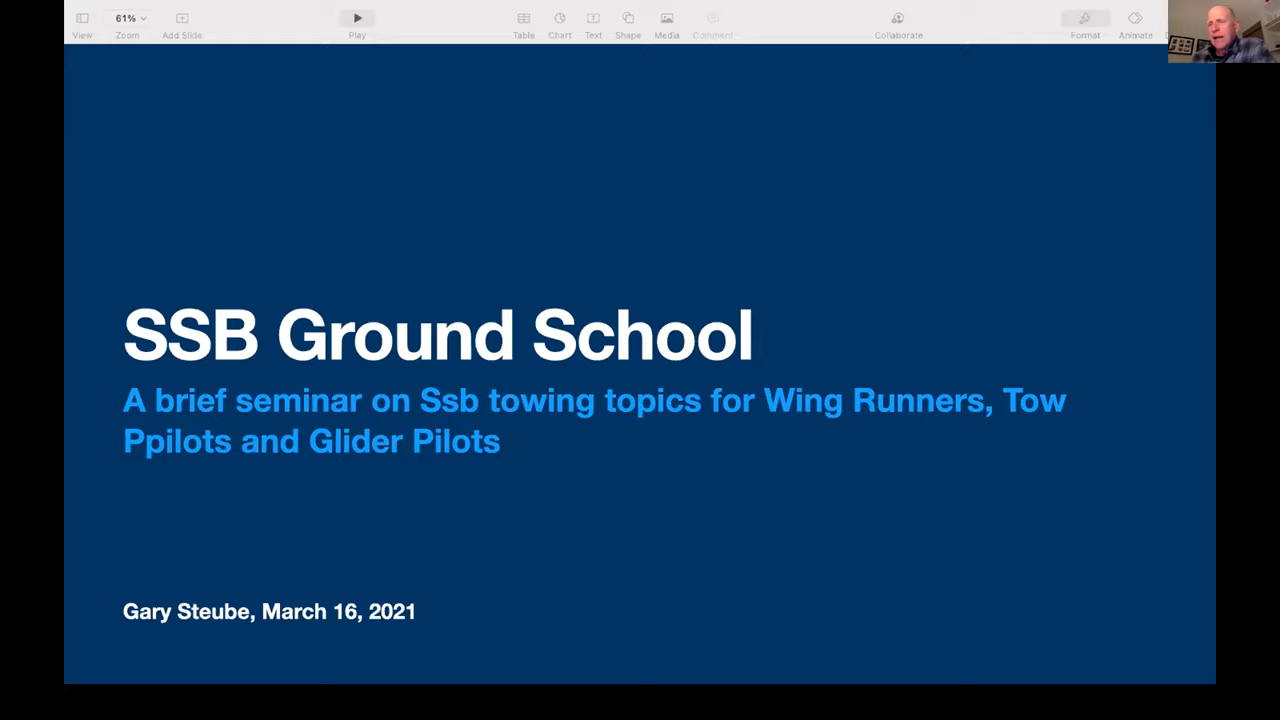 61%
View
Zoom
Add Slide
Play
Table
Chart
Text
Shape
Media
Comment
Collaborate
Format
Animate
SSB Ground School
A brief seminar on Ssb towing topics for Wing Runners, Tow
Ppilots and Glider Pilots
Gary Steube, March 16, 2021